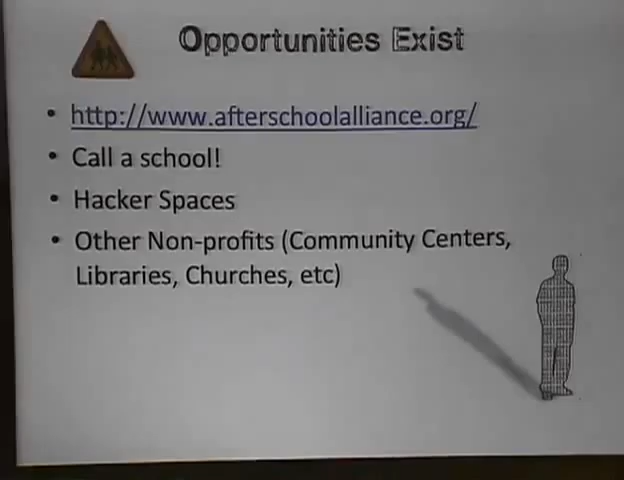 Opportunities Exist
• http://www.afterschoolalliance.org/
• Call a school!
• Hacker Spaces
• Other Non-profits (Community Centers,
Libraries, Churches, etc)